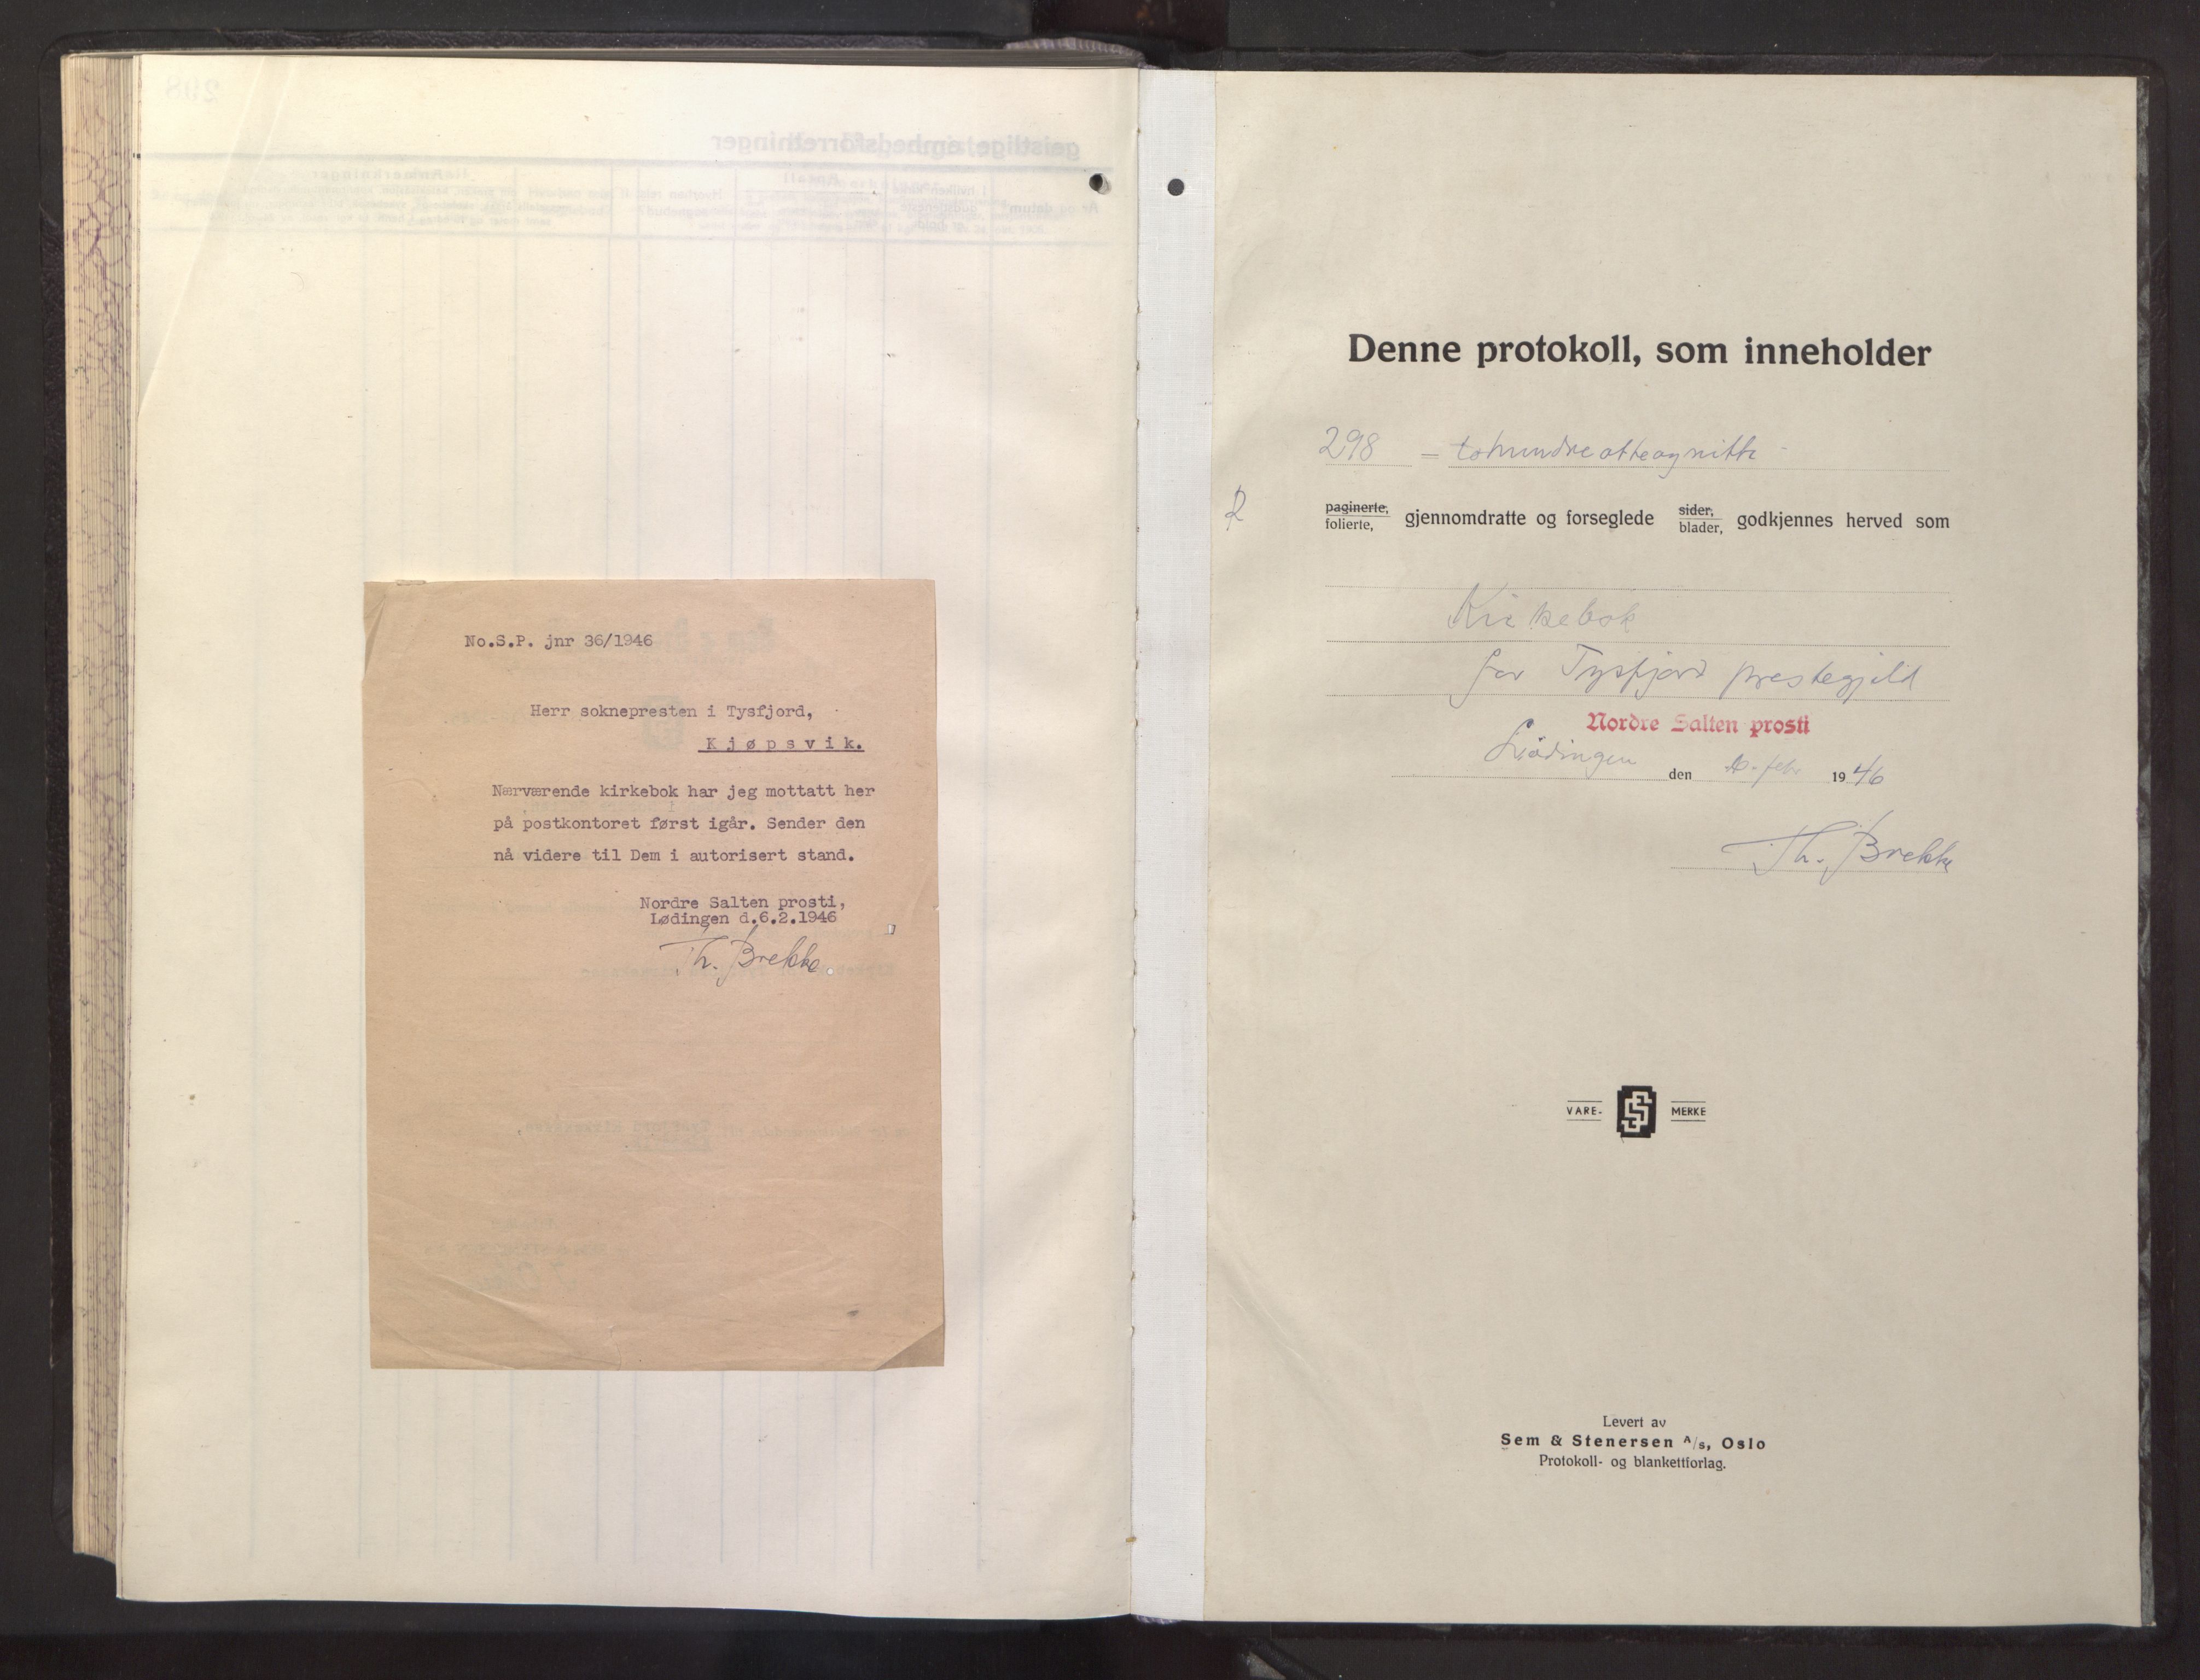 No.S.P. jnr 36/1946
Herr soknepresten i Tysfjord,
Kjøpsvik.
Nærværende kirkebok har jeg mottatt her
på postkontoret først igår. Sender den
nå videre til Dem i autorisert stand.
Nordre Salten prosti,
Lødingen d.6.2.1946
Th. Brekke.
Denne protokoll, som inneholder
298 = tohundreotteognitti
paginerte, folierte, gjennomdratte og forseglede sider, blader, godkjennes herved som
Kirkebok
for Tysfjord prestegjeld
Nordre Salten prosti
Lødingen den 6. febr 1946
Th. Brekke
VARE- MERKE
Levert av
Sem & Stenersen A/s, Oslo
Protokoll- og blankettforlag.